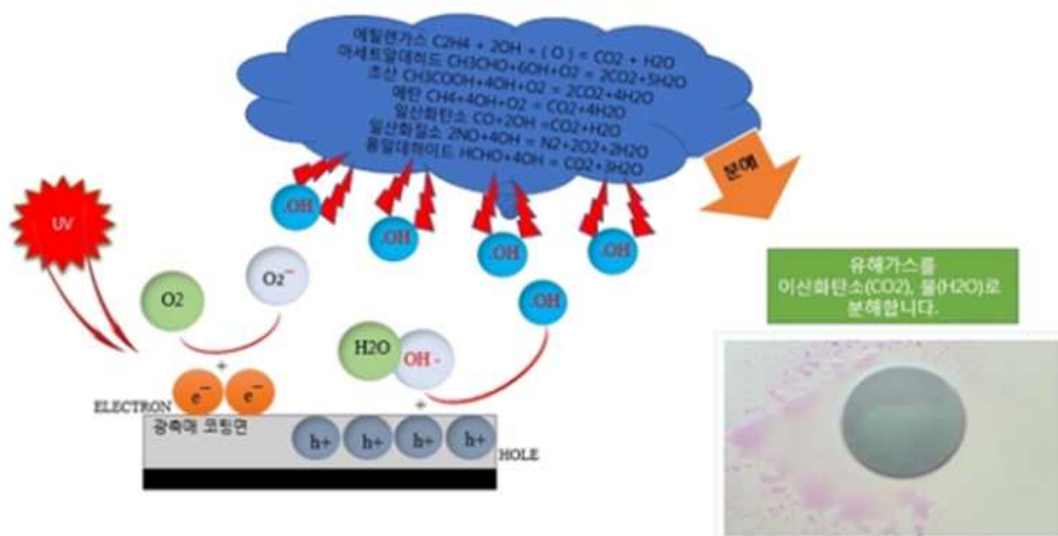 에틸렌가스 C2H4 + 2OH + ( O ) = CO2 + H2O
아세트알데히드 CH3CHO+6OH+O2 = 2CO2+5H2O
초산 CH3COOH+4OH+O2 = 2CO2+4H2O
메탄 CH4+4OH+O2 = CO2+4H2O
일산화탄소 CO+2OH =CO2+H2O
일산화질소 2NO+4OH = N2+2O2+2H2O
폼알데하이드 HCHO+4OH = CO2+3H2O
분해
UV
.OH
.OH
.OH
.OH
O2
O2–
.OH
유해가스를
이산화탄소(CO2), 물(H2O)로
분해합니다.
H2O
OH -
+
+
e–
e–
ELECTRON
광촉매 코팅면
h+
h+
h+
h+
HOLE